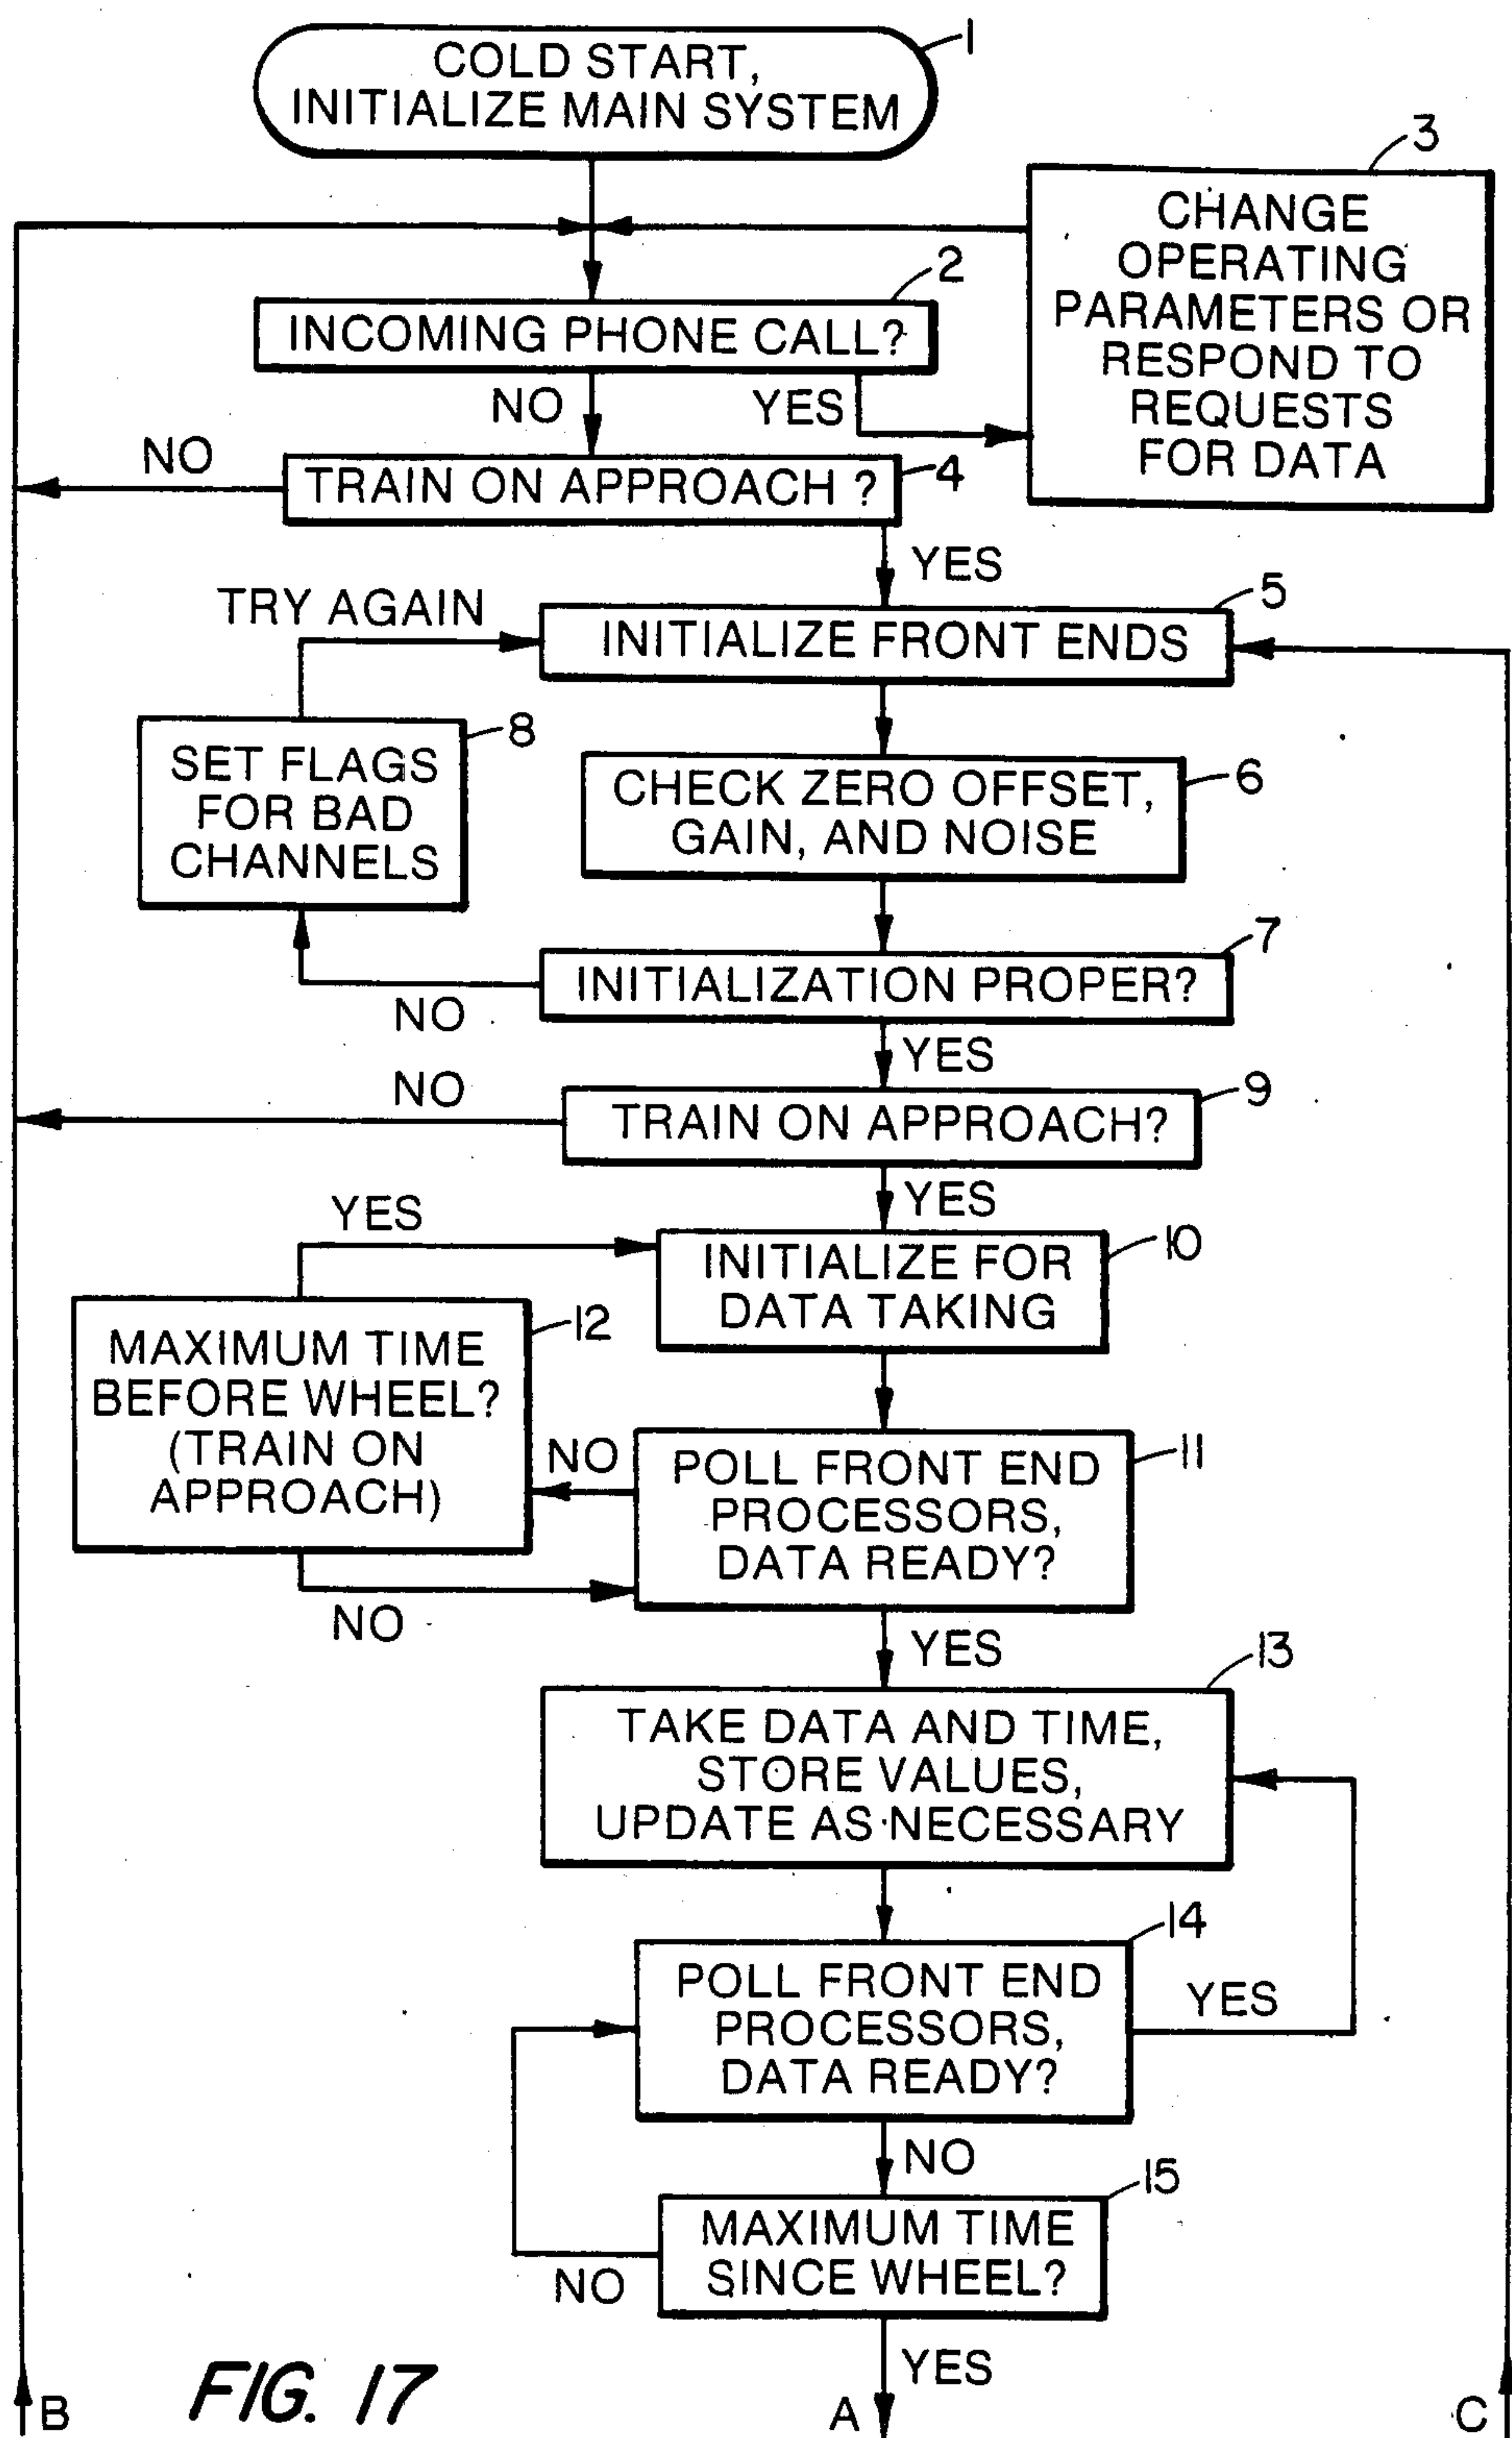 COLD START,
INITIALIZE MAIN SYSTEM
1
3
CHANGE
OPERATING
PARAMETERS OR
RESPOND TO
REQUESTS
FOR DATA
2
INCOMING PHONE CALL?
NO
YES
NO
TRAIN ON APPROACH ?
4
YES
TRY AGAIN
5
INITIALIZE FRONT ENDS
8
SET FLAGS
FOR BAD
CHANNELS
6
CHECK ZERO OFFSET,
GAIN, AND NOISE
7
INITIALIZATION PROPER?
NO
YES
NO
9
TRAIN ON APPROACH?
YES
YES
10
INITIALIZE FOR
DATA TAKING
12
MAXIMUM TIME
BEFORE WHEEL?
(TRAIN ON
APPROACH)
NO
11
POLL FRONT END
PROCESSORS,
DATA READY?
NO
YES
13
TAKE DATA AND TIME,
STORE VALUES,
UPDATE AS NECESSARY
14
POLL FRONT END
PROCESSORS,
DATA READY?
YES
NO
15
MAXIMUM TIME
SINCE WHEEL?
NO
YES
B
FIG. 17
A
C